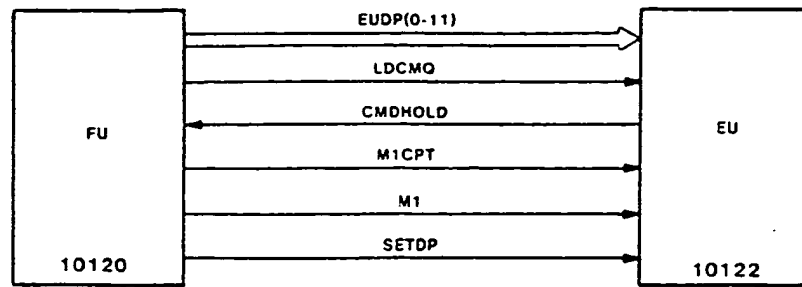 EUDP(0-11)
LDCMQ
CMDHOLD
FU
EU
M1CPT
M1
SETDP
10120
10122